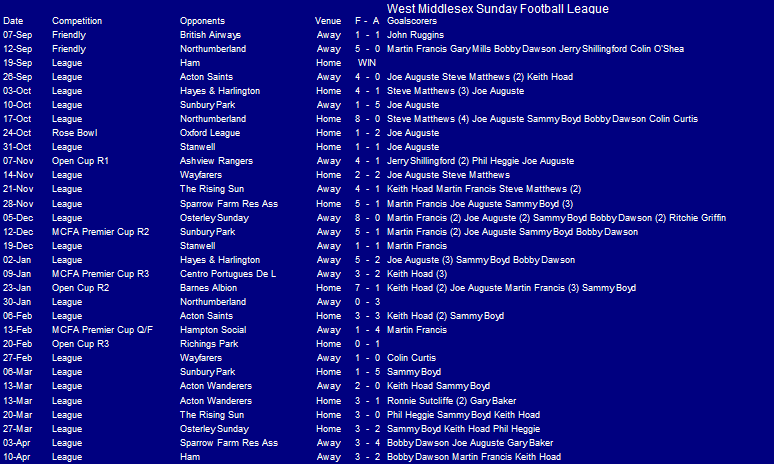 West Middlesex Sunday Football League
Date Competition Opponents Venue F - A Goalscorers
07-Sep Friendly British Airways Away 1 - 1 John Ruggins
12-Sep Friendly Northumberland Away 5 - 0 Martin Francis Gary Mills Bobby Dawson Jerry Shillingford Colin O'Shea
19-Sep League Ham Home WIN
26-Sep League Acton Saints Away 4 - 0 Joe Auguste Steve Matthews (2) Keith Hoad
03-Oct League Hayes & Harlington Home 4 - 1 Steve Matthews (3) Joe Auguste
10-Oct League Sunbury Park Away 1 - 5 Joe Auguste
17-Oct League Northumberland Home 8 - 0 Steve Matthews (4) Joe Auguste Sammy Boyd Bobby Dawson Colin Curtis
24-Oct Rose Bowl Oxford League Home 1 - 2 Joe Auguste
31-Oct League Stanwell Home 1 - 1 Joe Auguste
07-Nov Open Cup R1 Ashview Rangers Away 4 - 1 Jerry Shillingford (2) Phil Heggie Joe Auguste
14-Nov League Wayfarers Home 2 - 2 Joe Auguste Steve Matthews
21-Nov League The Rising Sun Away 4 - 1 Keith Hoad Martin Francis Steve Matthews (2)
28-Nov League Sparrow Farm Res Ass Home 5 - 1 Martin Francis Joe Auguste Sammy Boyd (3)
05-Dec League Osterley Sunday Away 8 - 0 Martin Francis (2) Joe Auguste (2) Sammy Boyd Bobby Dawson (2) Ritchie Griffin
12-Dec MCFA Premier Cup R2 Sunbury Park Away 5 - 1 Martin Francis (2) Joe Auguste Sammy Boyd Bobby Dawson
19-Dec League Stanwell Away 1 - 1 Martin Francis
02-Jan League Hayes & Harlington Away 5 - 2 Joe Auguste (3) Sammy Boyd Bobby Dawson
09-Jan MCFA Premier Cup R3 Centro Portugues De L Away 3 - 2 Keith Hoad (3)
23-Jan Open Cup R2 Barnes Albion Home 7 - 1 Keith Hoad (2) Joe Auguste Martin Francis (3) Sammy Boyd
30-Jan League Northumberland Away 0 - 3
06-Feb League Acton Saints Home 3 - 3 Keith Hoad (2) Sammy Boyd
13-Feb MCFA Premier Cup Q/F Hampton Social Away 1 - 4 Martin Francis
20-Feb Open Cup R3 Richings Park Home 0 - 1
27-Feb League Wayfarers Away 1 - 0 Colin Curtis
06-Mar League Sunbury Park Home 1 - 5 Sammy Boyd
13-Mar League Acton Wanderers Away 2 - 0 Keith Hoad Sammy Boyd
13-Mar League Acton Wanderers Home 3 - 1 Ronnie Sutcliffe (2) Gary Baker
20-Mar League The Rising Sun Home 3 - 0 Phil Heggie Sammy Boyd Keith Hoad
27-Mar League Osterley Sunday Home 3 - 2 Sammy Boyd Keith Hoad Phil Heggie
03-Apr League Sparrow Farm Res Ass Away 3 - 4 Bobby Dawson Joe Auguste Gary Baker
10-Apr League Ham Away 3 - 2 Bobby Dawson Martin Francis Keith Hoad